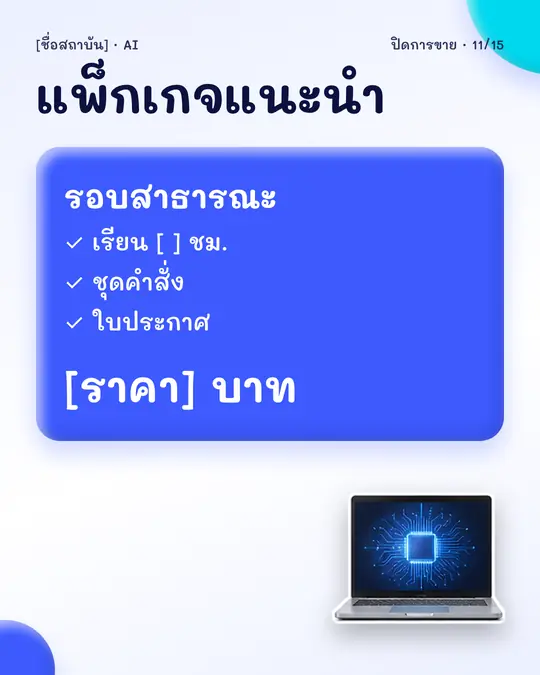 [ชื่อสถาบัน] · AI
ปิดการขาย · 11/15
แพ็กเกจแนะนำ
รอบสาธารณะ
✓ เรียน [ ] ชม.
✓ ชุดคำสั่ง
✓ ใบประกาศ
[ราคา] บาท